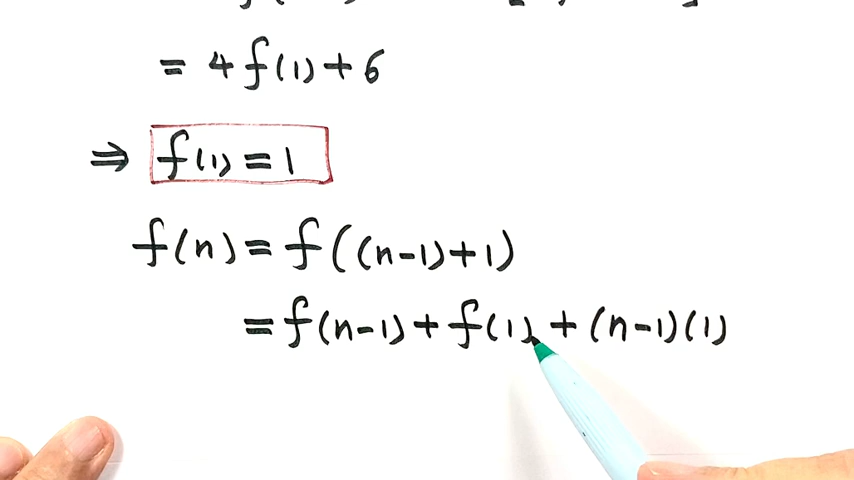 = 4f(1)+6
⇒ f(1)=1
f(n)=f((n-1)+1)
=f(n-1)+f(1)+(n-1)(1)